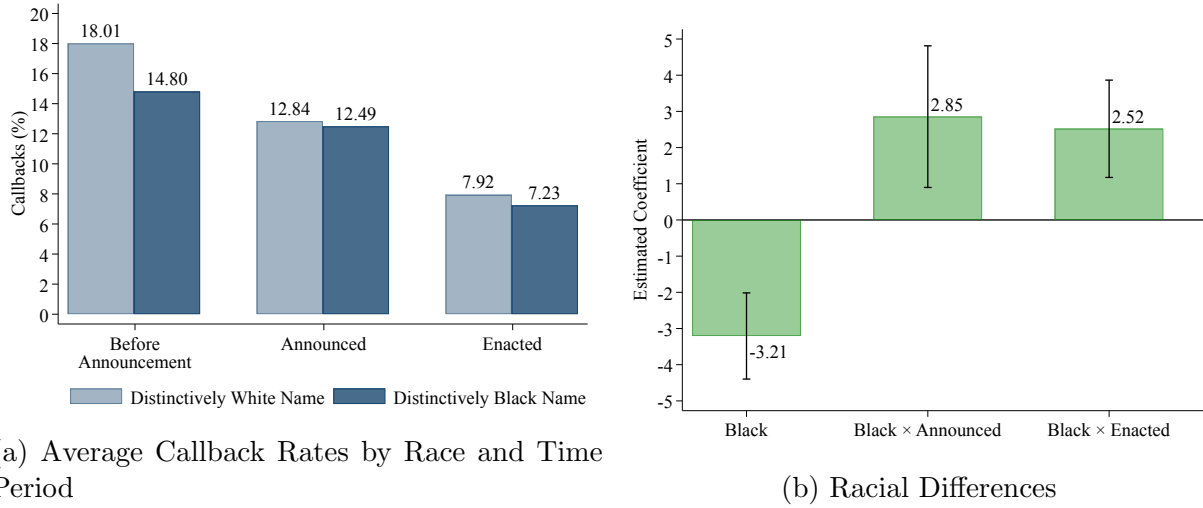 20
18
16
14
12
10
8
6
4
2
0
Callbacks (%)
18.01
14.80
12.84
12.49
7.92
7.23
Before
Announcement
Announced
Enacted
Distinctively White Name
Distinctively Black Name
(a) Average Callback Rates by Race and Time
Period
5
4
3
2
1
0
-1
-2
-3
-4
-5
Estimated Coefficient
-3.21
2.85
2.52
Black
Black × Announced
Black × Enacted
(b) Racial Differences